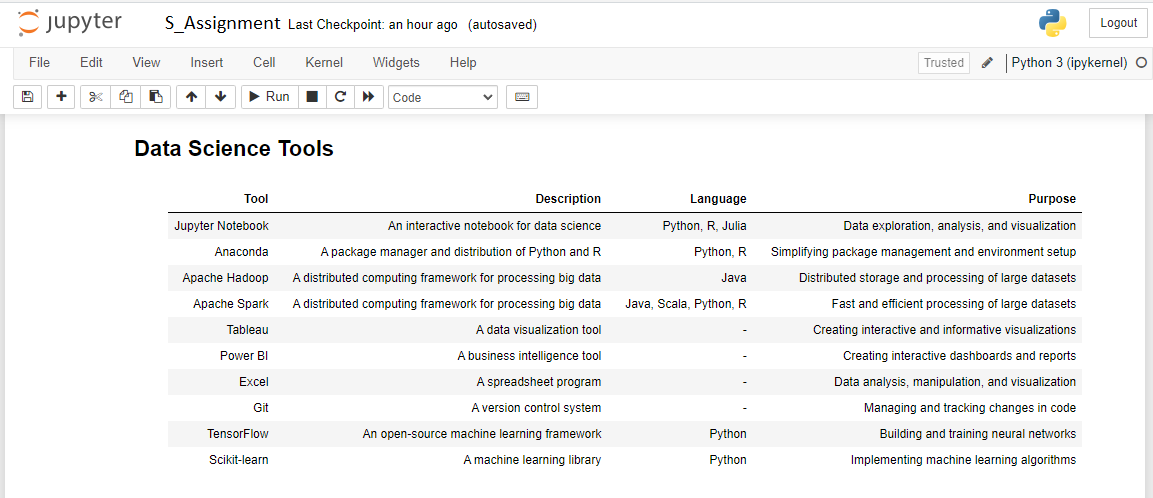 jupyter S_Assignment Last Checkpoint: an hour ago (autosaved) Logout
File Edit View Insert Cell Kernel Widgets Help Trusted Python 3 (ipykernel)
Run Code
Data Science Tools
Tool Description Language Purpose
Jupyter Notebook An interactive notebook for data science Python, R, Julia Data exploration, analysis, and visualization
Anaconda A package manager and distribution of Python and R Python, R Simplifying package management and environment setup
Apache Hadoop A distributed computing framework for processing big data Java Distributed storage and processing of large datasets
Apache Spark A distributed computing framework for processing big data Java, Scala, Python, R Fast and efficient processing of large datasets
Tableau A data visualization tool - Creating interactive and informative visualizations
Power BI A business intelligence tool - Creating interactive dashboards and reports
Excel A spreadsheet program - Data analysis, manipulation, and visualization
Git A version control system - Managing and tracking changes in code
TensorFlow An open-source machine learning framework Python Building and training neural networks
Scikit-learn A machine learning library Python Implementing machine learning algorithms